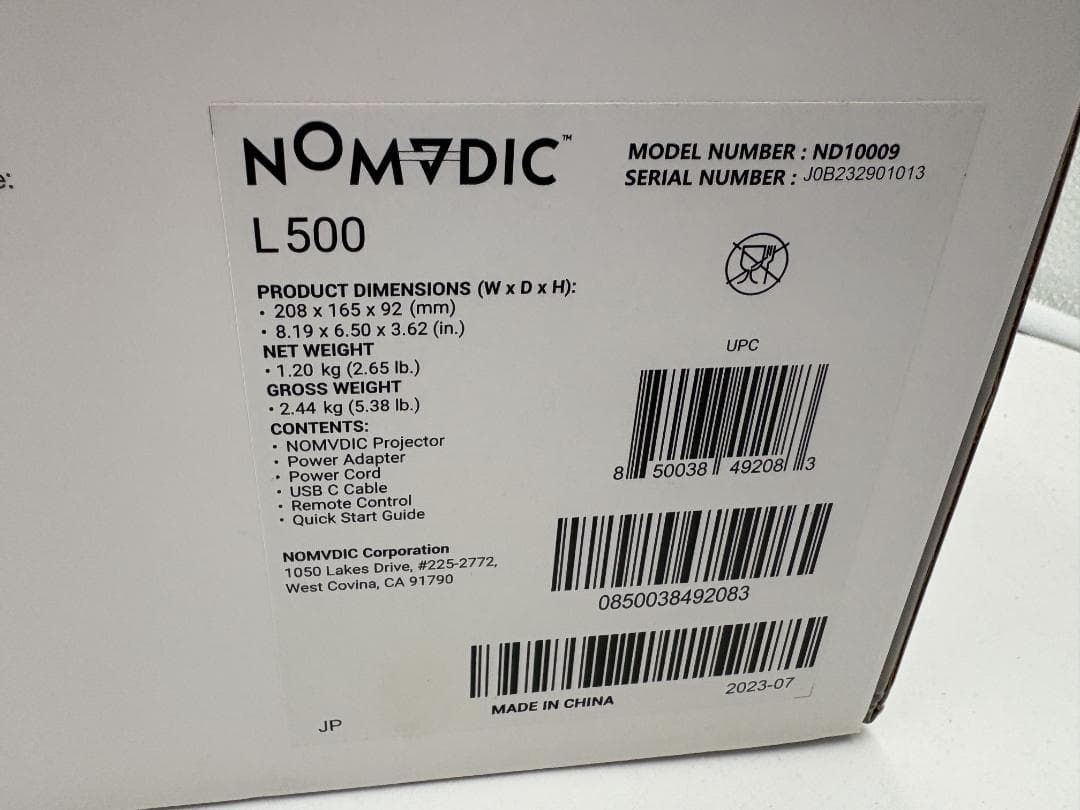 e:
NOMVDIC™
MODEL NUMBER : ND10009
SERIAL NUMBER : J0B232901013
L500
PRODUCT DIMENSIONS (W x D x H):
• 208 x 165 x 92 (mm)
• 8.19 x 6.50 x 3.62 (in.)
NET WEIGHT
• 1.20 kg (2.65 lb.)
GROSS WEIGHT
• 2.44 kg (5.38 lb.)
CONTENTS:
• NOMVDIC Projector
• Power Adapter
• Power Cord
• USB C Cable
• Remote Control
• Quick Start Guide
NOMVDIC Corporation
1050 Lakes Drive, #225-2772,
West Covina, CA 91790
JP
UPC
8 50038 49208 3
0850038492083
MADE IN CHINA
2023-07